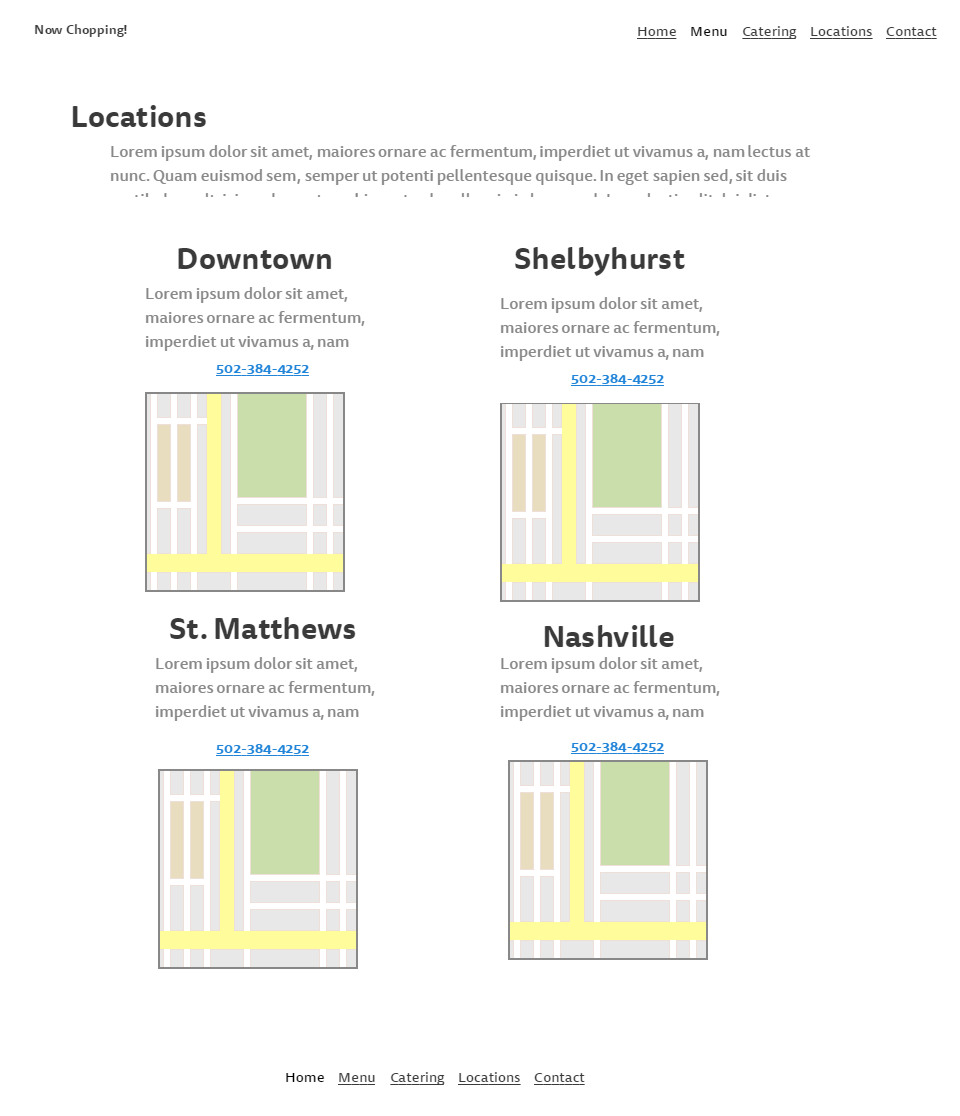 Now Chopping!
Home Menu Catering Locations Contact
Locations
Lorem ipsum dolor sit amet, maiores ornare ac fermentum, imperdiet ut vivamus a, nam lectus at
nunc. Quam euismod sem, semper ut potenti pellentesque quisque. In eget sapien sed, sit duis
Downtown
Lorem ipsum dolor sit amet,
maiores ornare ac fermentum,
imperdiet ut vivamus a, nam
502-384-4252
Shelbyhurst
Lorem ipsum dolor sit amet,
maiores ornare ac fermentum,
imperdiet ut vivamus a, nam
502-384-4252
St. Matthews
Lorem ipsum dolor sit amet,
maiores ornare ac fermentum,
imperdiet ut vivamus a, nam
502-384-4252
Nashville
Lorem ipsum dolor sit amet,
maiores ornare ac fermentum,
imperdiet ut vivamus a, nam
502-384-4252
Home Menu Catering Locations Contact